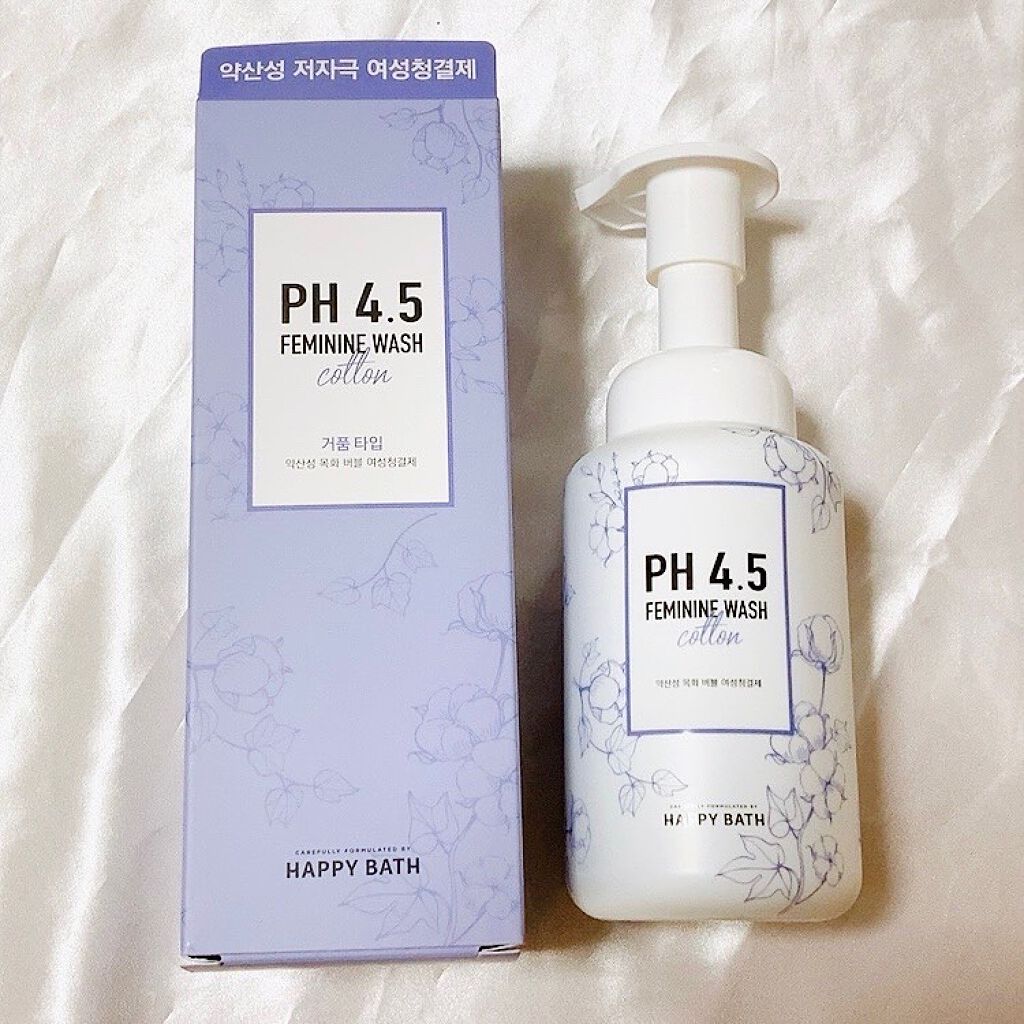 약산성 저자극 여성청결제
PH 4.5
FEMININE WASH
cotton
거품 타입
약산성 목화 버블 여성청결제
CAREFULLY FORMULATED BY
HAPPY BATH
PH 4.5
FEMININE WASH
cotton
약산성 목화 버블 여성청결제
CAREFULLY FORMULATED BY
HAPPY BATH